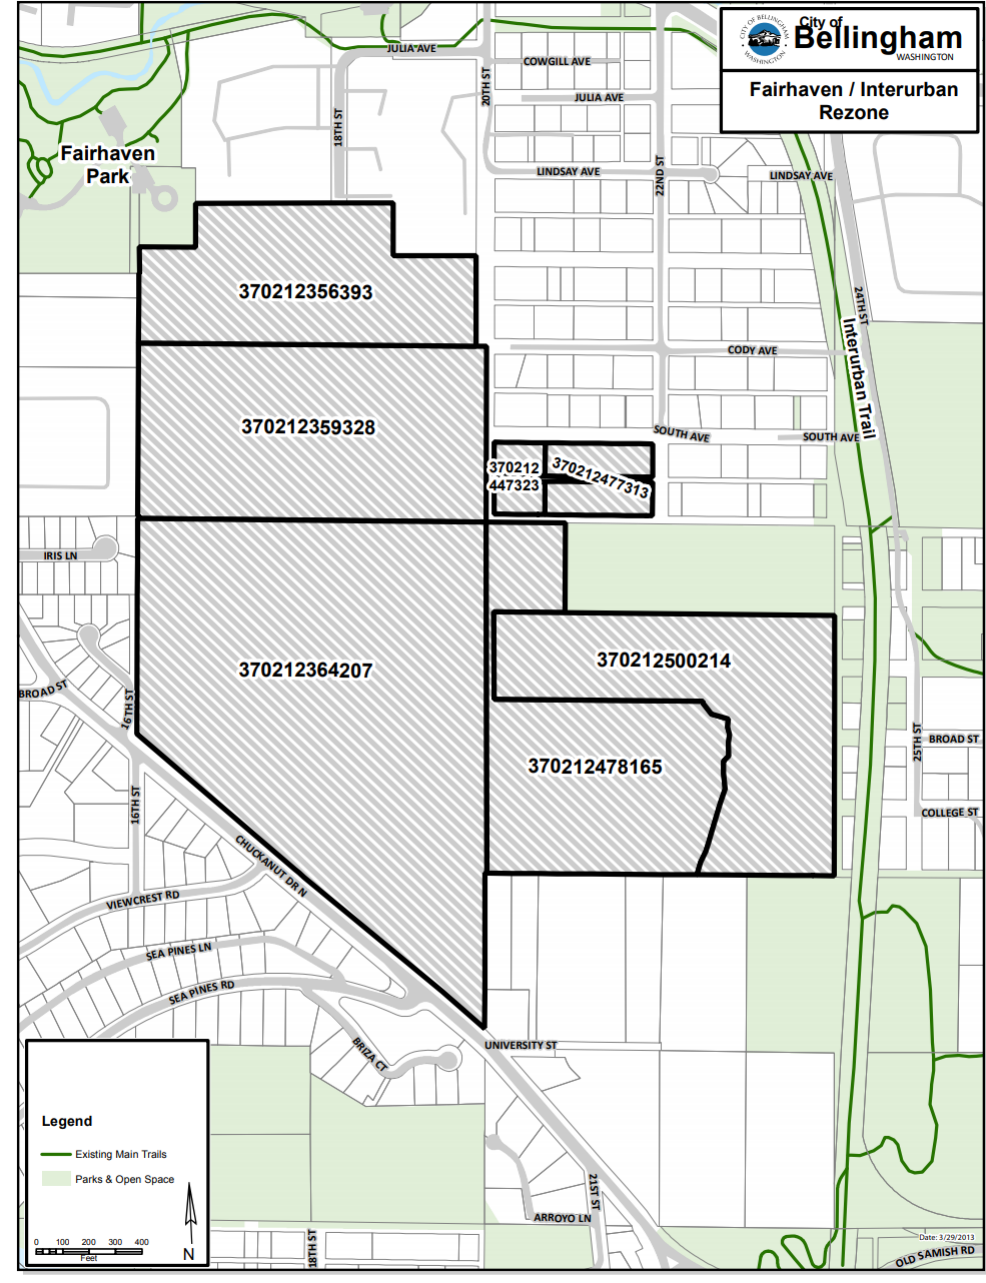 City of
Bellingham
WASHINGTON
CITY OF BELLINGHAM
WASHINGTON
Fairhaven / Interurban
Rezone
JULIA AVE
COWGILL AVE
20TH ST
JULIA AVE
18TH ST
Fairhaven
Park
LINDSAY AVE
22ND ST
LINDSAY AVE
370212356393
24TH ST
Interurban Trail
CODY AVE
370212359328
SOUTH AVE
SOUTH AVE
370212
447323
370212477313
IRIS LN
370212364207
370212500214
BROAD ST
16TH ST
25TH ST
BROAD ST
370212478165
16TH ST
COLLEGE ST
CHUCKANUT DR N
VIEWCREST RD
SEA PINES LN
SEA PINES RD
BRIZA CT
UNIVERSITY ST
Legend
Existing Main Trails
Parks & Open Space
21ST ST
ARROYO LN
18TH ST
0 100 200 300 400
Feet
N
Date: 3/29/2013
OLD SAMISH RD